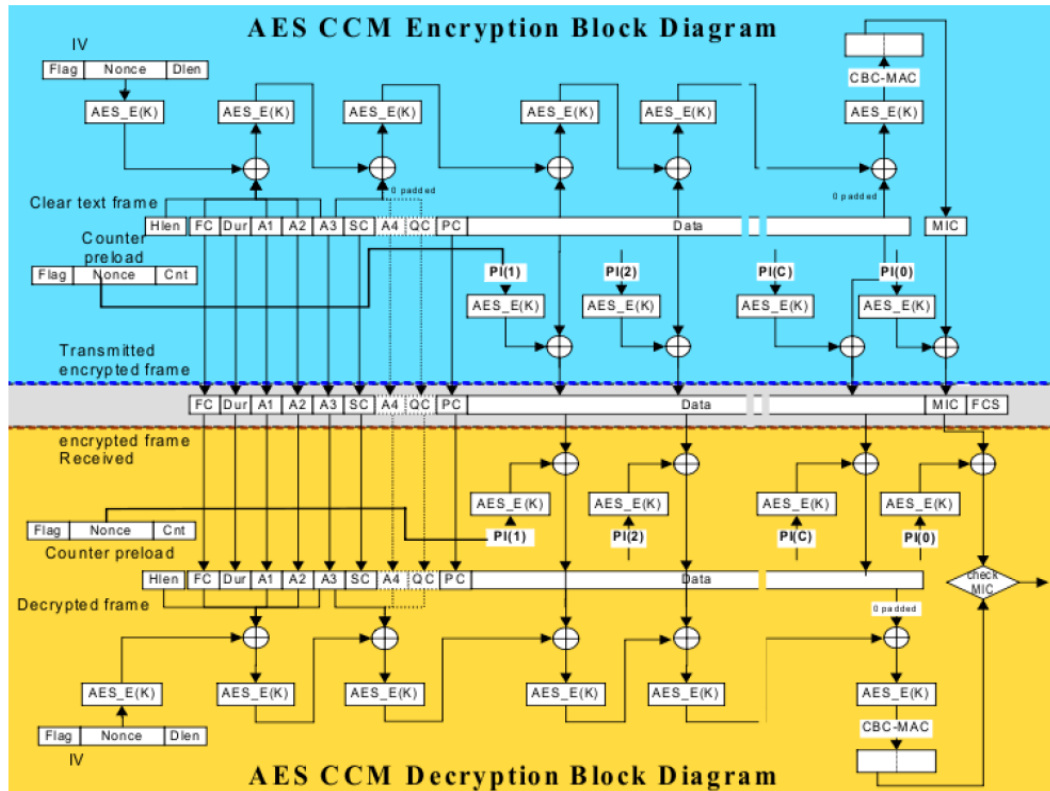 AES CCM Encryption Block Diagram
IV
Flag Nonce Dlen
CBC-MAC
AES_E(K) AES_E(K) AES_E(K) AES_E(K) AES_E(K) AES_E(K)
0 padded
0 padded
Clear text frame
Hlen FC Dur A1 A2 A3 SC A4 QC PC Data MIC
Counter
preload
Flag Nonce Cnt
PI(1) PI(2) PI(C) PI(0)
AES_E(K) AES_E(K) AES_E(K) AES_E(K)
Transmitted
encrypted frame
FC Dur A1 A2 A3 SC A4 QC PC Data MIC FCS
encrypted frame
Received
AES_E(K) AES_E(K) AES_E(K) AES_E(K)
Flag Nonce Cnt
PI(1) PI(2) PI(C) PI(0)
Counter preload
Hlen FC Dur A1 A2 A3 SC A4 QC PC Data
check
MIC
Decrypted frame
0 padded
AES_E(K) AES_E(K) AES_E(K) AES_E(K) AES_E(K) AES_E(K)
CBC-MAC
Flag Nonce Dlen
IV
AES CCM Decryption Block Diagram